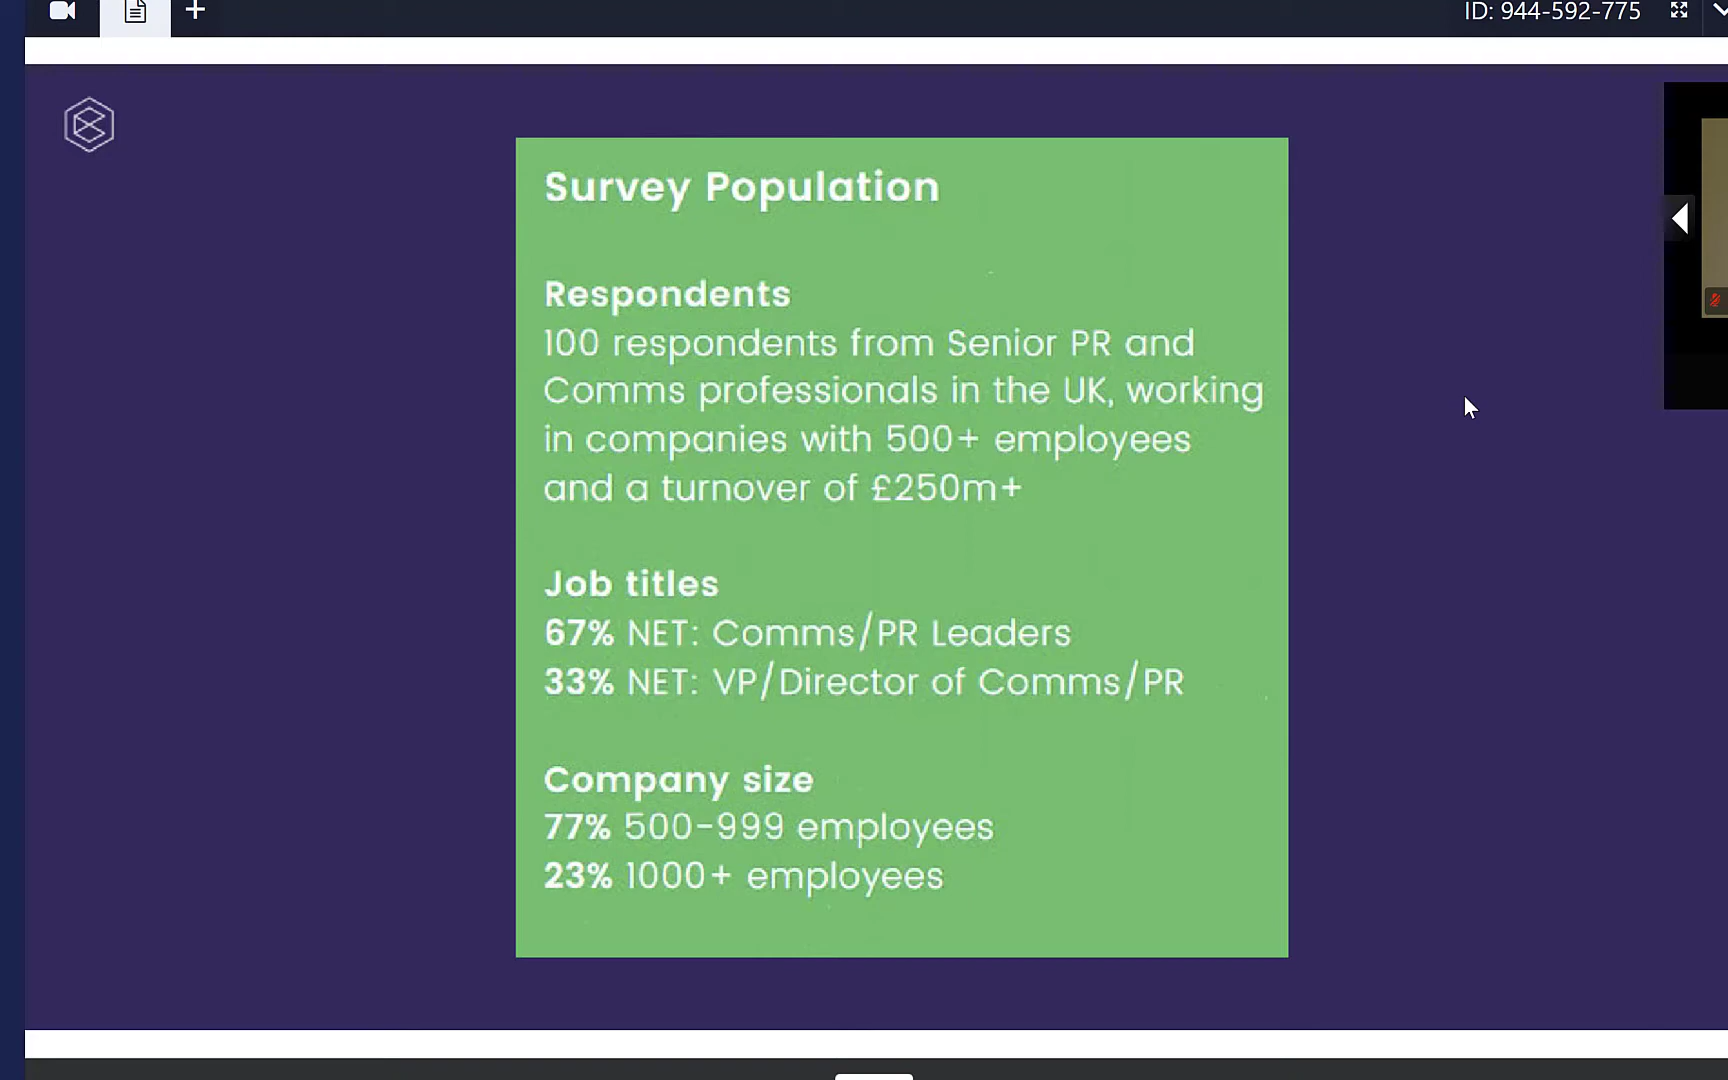 ID: 944-592-775
Survey Population
Respondents
100 respondents from Senior PR and
Comms professionals in the UK, working
in companies with 500+ employees
and a turnover of £250m+
Job titles
67% NET: Comms/PR Leaders
33% NET: VP/Director of Comms/PR
Company size
77% 500-999 employees
23% 1000+ employees